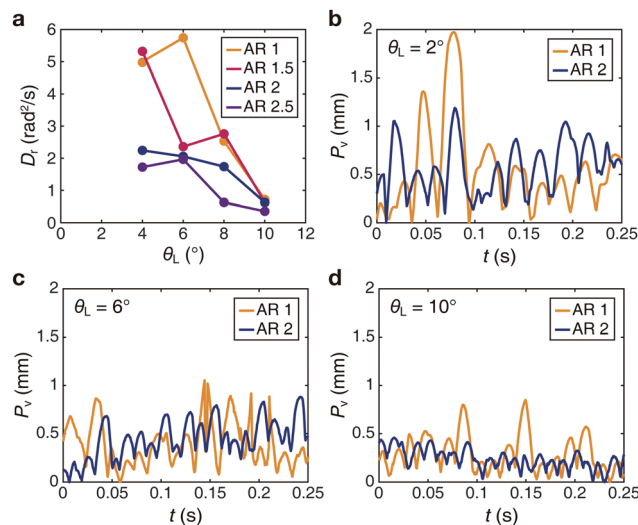 a
6
5
4
3
2
1
0
Dr (rad²/s)
0 2 4 6 8 10 12
θL (°)
AR 1
AR 1.5
AR 2
AR 2.5
b
2
1.5
1
0.5
0
Pv (mm)
θL = 2°
AR 1
AR 2
0 0.05 0.10 0.15 0.20 0.25
t (s)
c
2
1.5
1
0.5
0
Pv (mm)
θL = 6°
AR 1
AR 2
0 0.05 0.1 0.15 0.20 0.25
t (s)
d
2
1.5
1
0.5
0
Pv (mm)
θL = 10°
AR 1
AR 2
0 0.05 0.10 0.15 0.20 0.25
t (s)